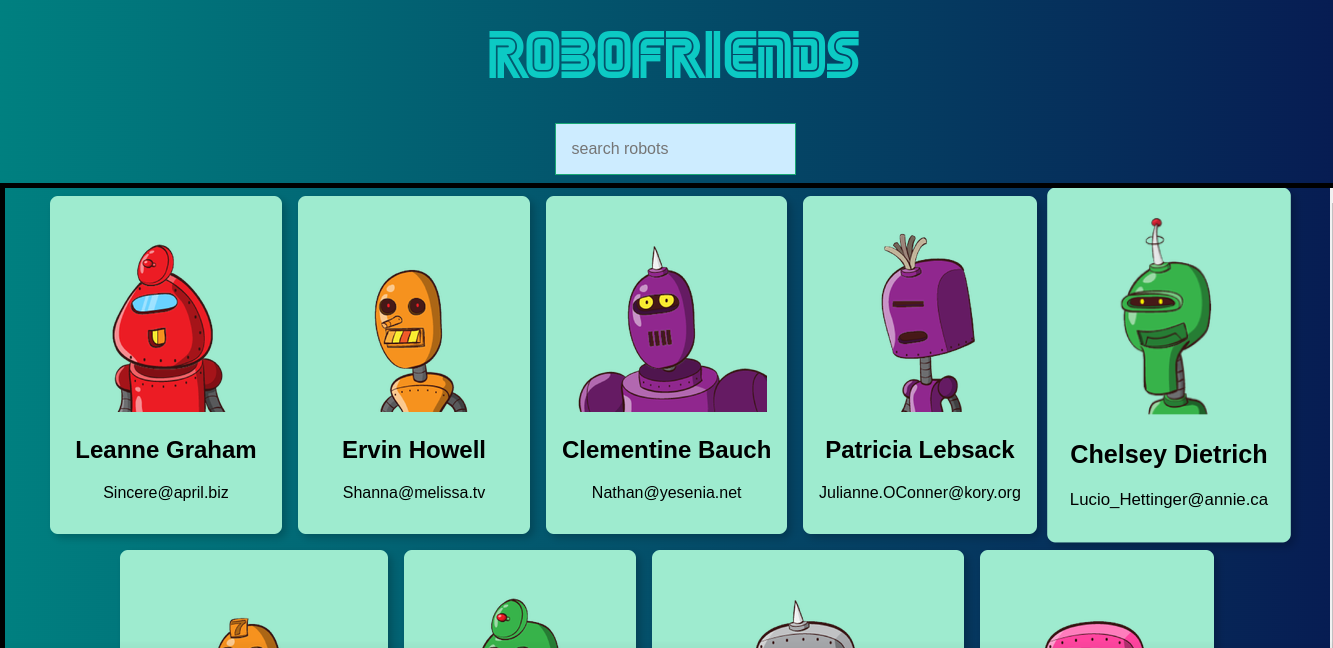 ROBOFRIENDS
search robots
Leanne Graham
Sincere@april.biz
Ervin Howell
Shanna@melissa.tv
Clementine Bauch
Nathan@yesenia.net
Patricia Lebsack
Julianne.OConner@kory.org
Chelsey Dietrich
Lucio_Hettinger@annie.ca